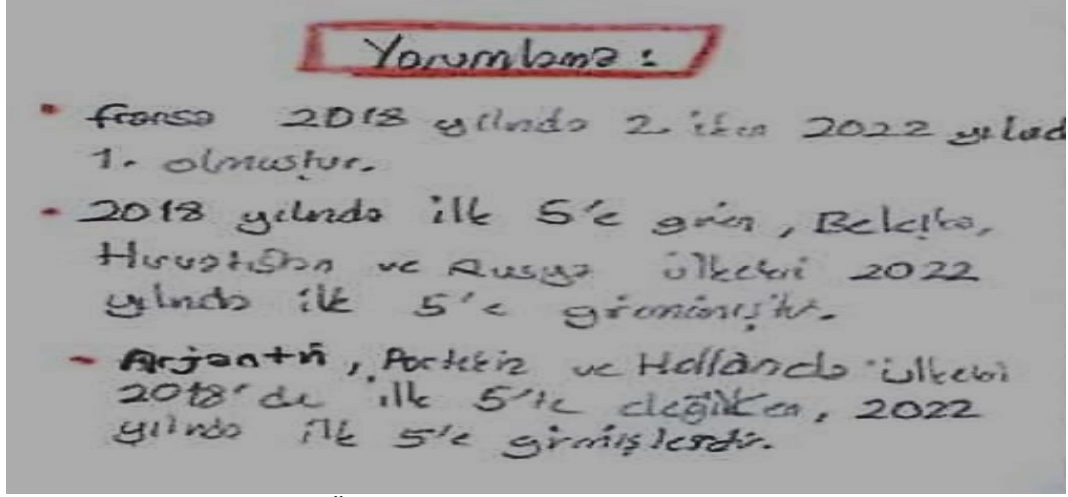 Yorumlama :
• Fransa 2018 yılında 2. iken 2022 yılınd
1. olmuştur.
- 2018 yılında ilk 5'e giren, Belçika,
Hırvatistan ve Rusya ülkeleri 2022
yılında ilk 5'e girememiştir.
- Arjantin, Portekiz ve Hollanda ülkeleri
2018'de ilk 5'te değilken, 2022
yılında ilk 5'e girmişlerdir.